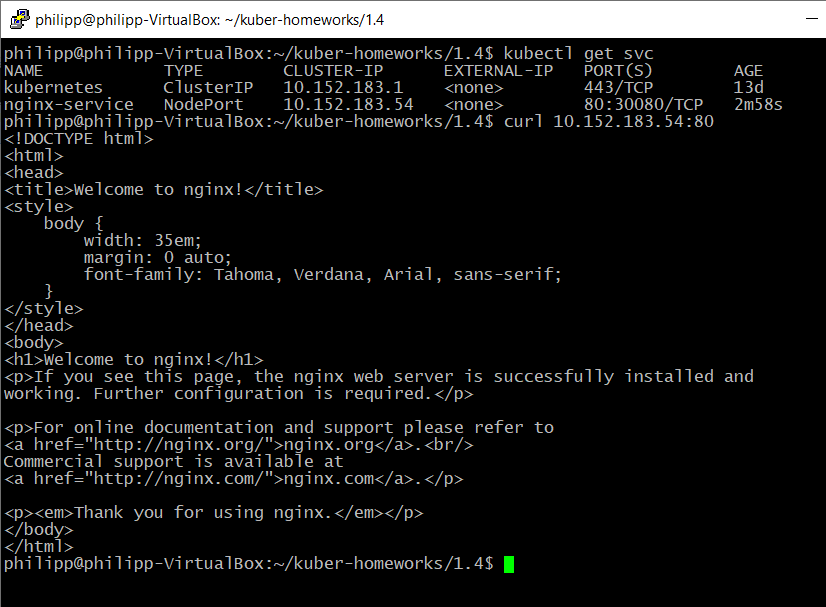 philipp@philipp-VirtualBox: ~/kuber-homeworks/1.4
philipp@philipp-VirtualBox:~/kuber-homeworks/1.4$ kubectl get svc
NAME            TYPE        CLUSTER-IP      EXTERNAL-IP   PORT(S)        AGE
kubernetes      ClusterIP   10.152.183.1    <none>        443/TCP        13d
nginx-service   NodePort    10.152.183.54   <none>        80:30080/TCP   2m58s
philipp@philipp-VirtualBox:~/kuber-homeworks/1.4$ curl 10.152.183.54:80
<!DOCTYPE html>
<html>
<head>
<title>Welcome to nginx!</title>
<style>
    body {
        width: 35em;
        margin: 0 auto;
        font-family: Tahoma, Verdana, Arial, sans-serif;
    }
</style>
</head>
<body>
<h1>Welcome to nginx!</h1>
<p>If you see this page, the nginx web server is successfully installed and
working. Further configuration is required.</p>

<p>For online documentation and support please refer to
<a href="http://nginx.org/">nginx.org</a>.<br/>
Commercial support is available at
<a href="http://nginx.com/">nginx.com</a>.</p>

<p><em>Thank you for using nginx.</em></p>
</body>
</html>
philipp@philipp-VirtualBox:~/kuber-homeworks/1.4$